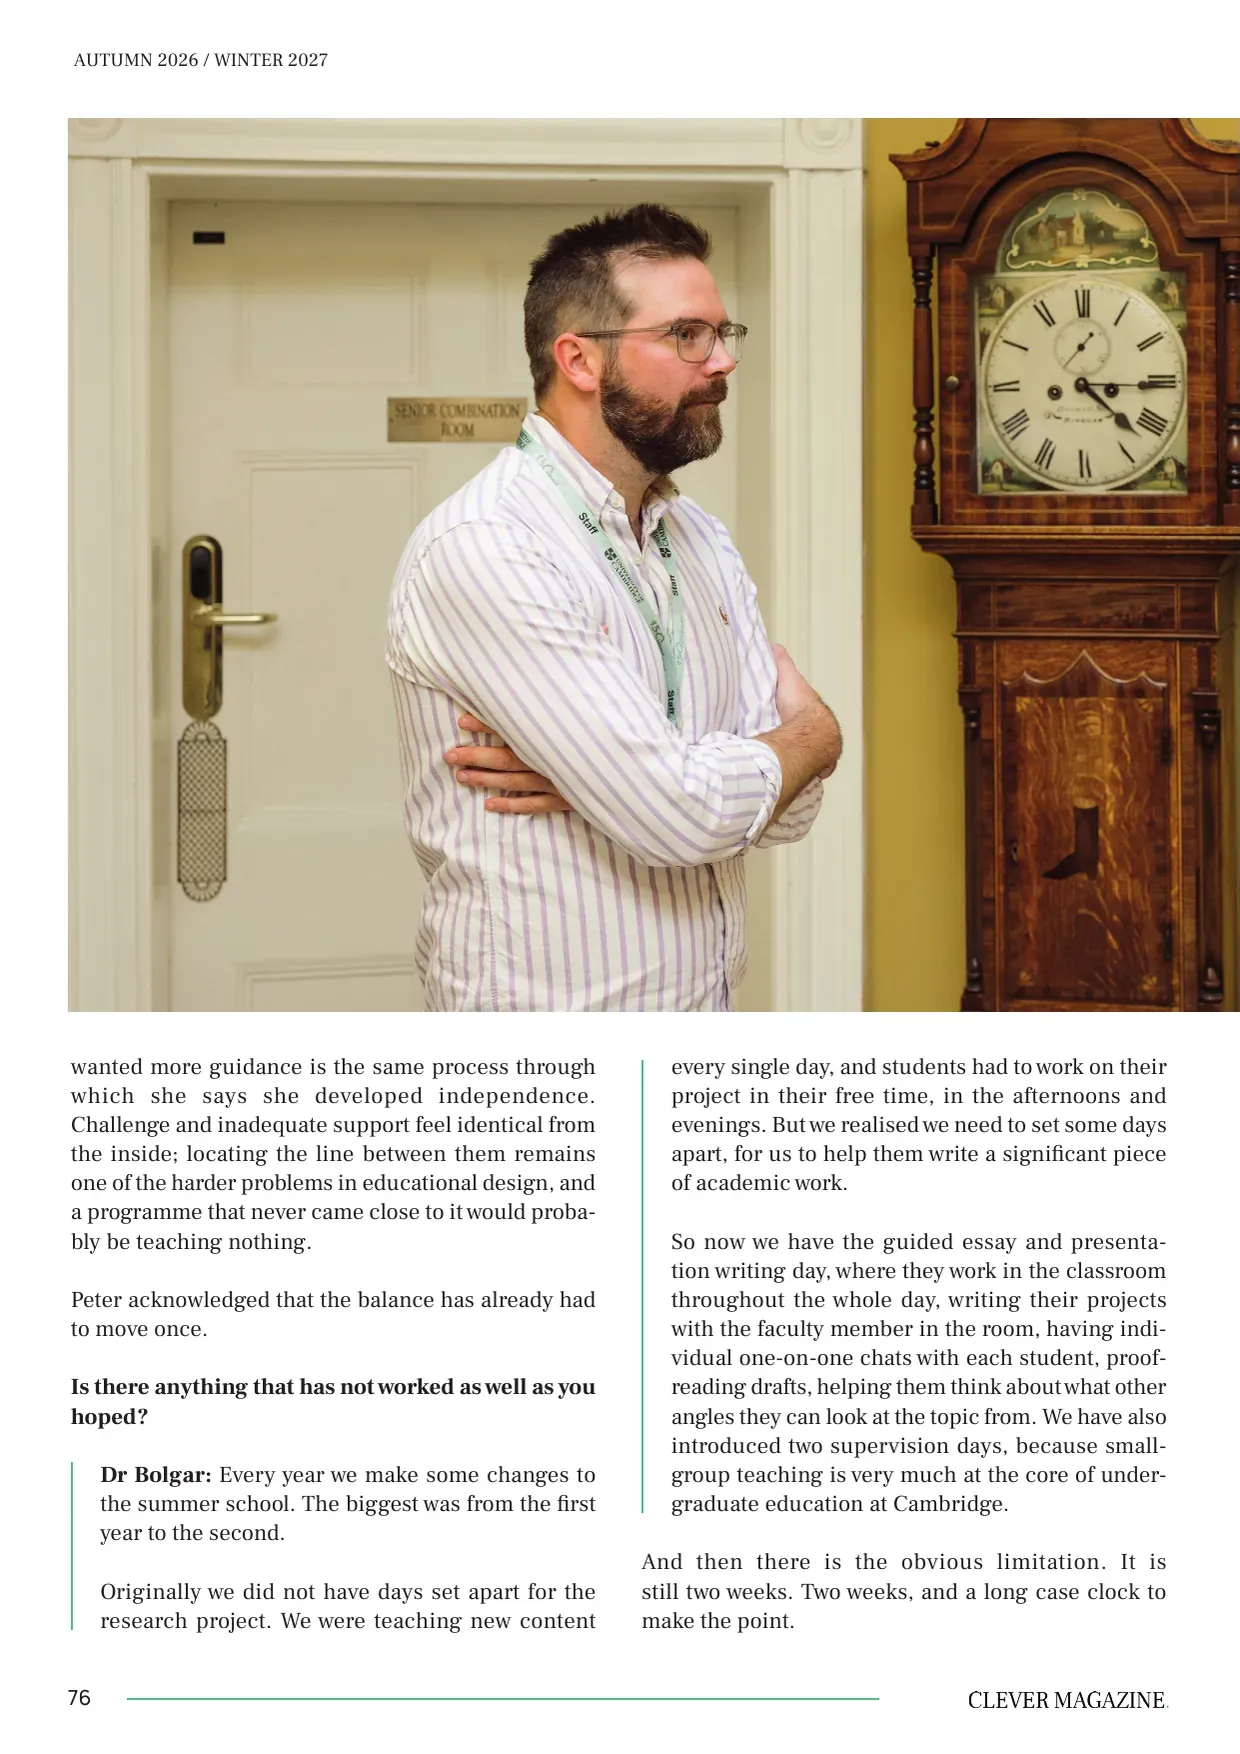 AUTUMN 2026 / WINTER 2027
SENIOR COMBINATION
ROOM
Staff
UNIVERSITY OF
CAMBRIDGE
Staff
Staff
wanted more guidance is the same process through
which she says she developed independence.
Challenge and inadequate support feel identical from
the inside; locating the line between them remains
one of the harder problems in educational design, and
a programme that never came close to it would proba-
bly be teaching nothing.
Peter acknowledged that the balance has already had
to move once.
Is there anything that has not worked as well as you
hoped?
Dr Bolgar: Every year we make some changes to
the summer school. The biggest was from the first
year to the second.
Originally we did not have days set apart for the
research project. We were teaching new content
every single day, and students had to work on their
project in their free time, in the afternoons and
evenings. But we realised we need to set some days
apart, for us to help them write a significant piece
of academic work.
So now we have the guided essay and presenta-
tion writing day, where they work in the classroom
throughout the whole day, writing their projects
with the faculty member in the room, having indi-
vidual one-on-one chats with each student, proof-
reading drafts, helping them think about what other
angles they can look at the topic from. We have also
introduced two supervision days, because small-
group teaching is very much at the core of under-
graduate education at Cambridge.
And then there is the obvious limitation. It is
still two weeks. Two weeks, and a long case clock to
make the point.
76
CLEVER MAGAZINE.